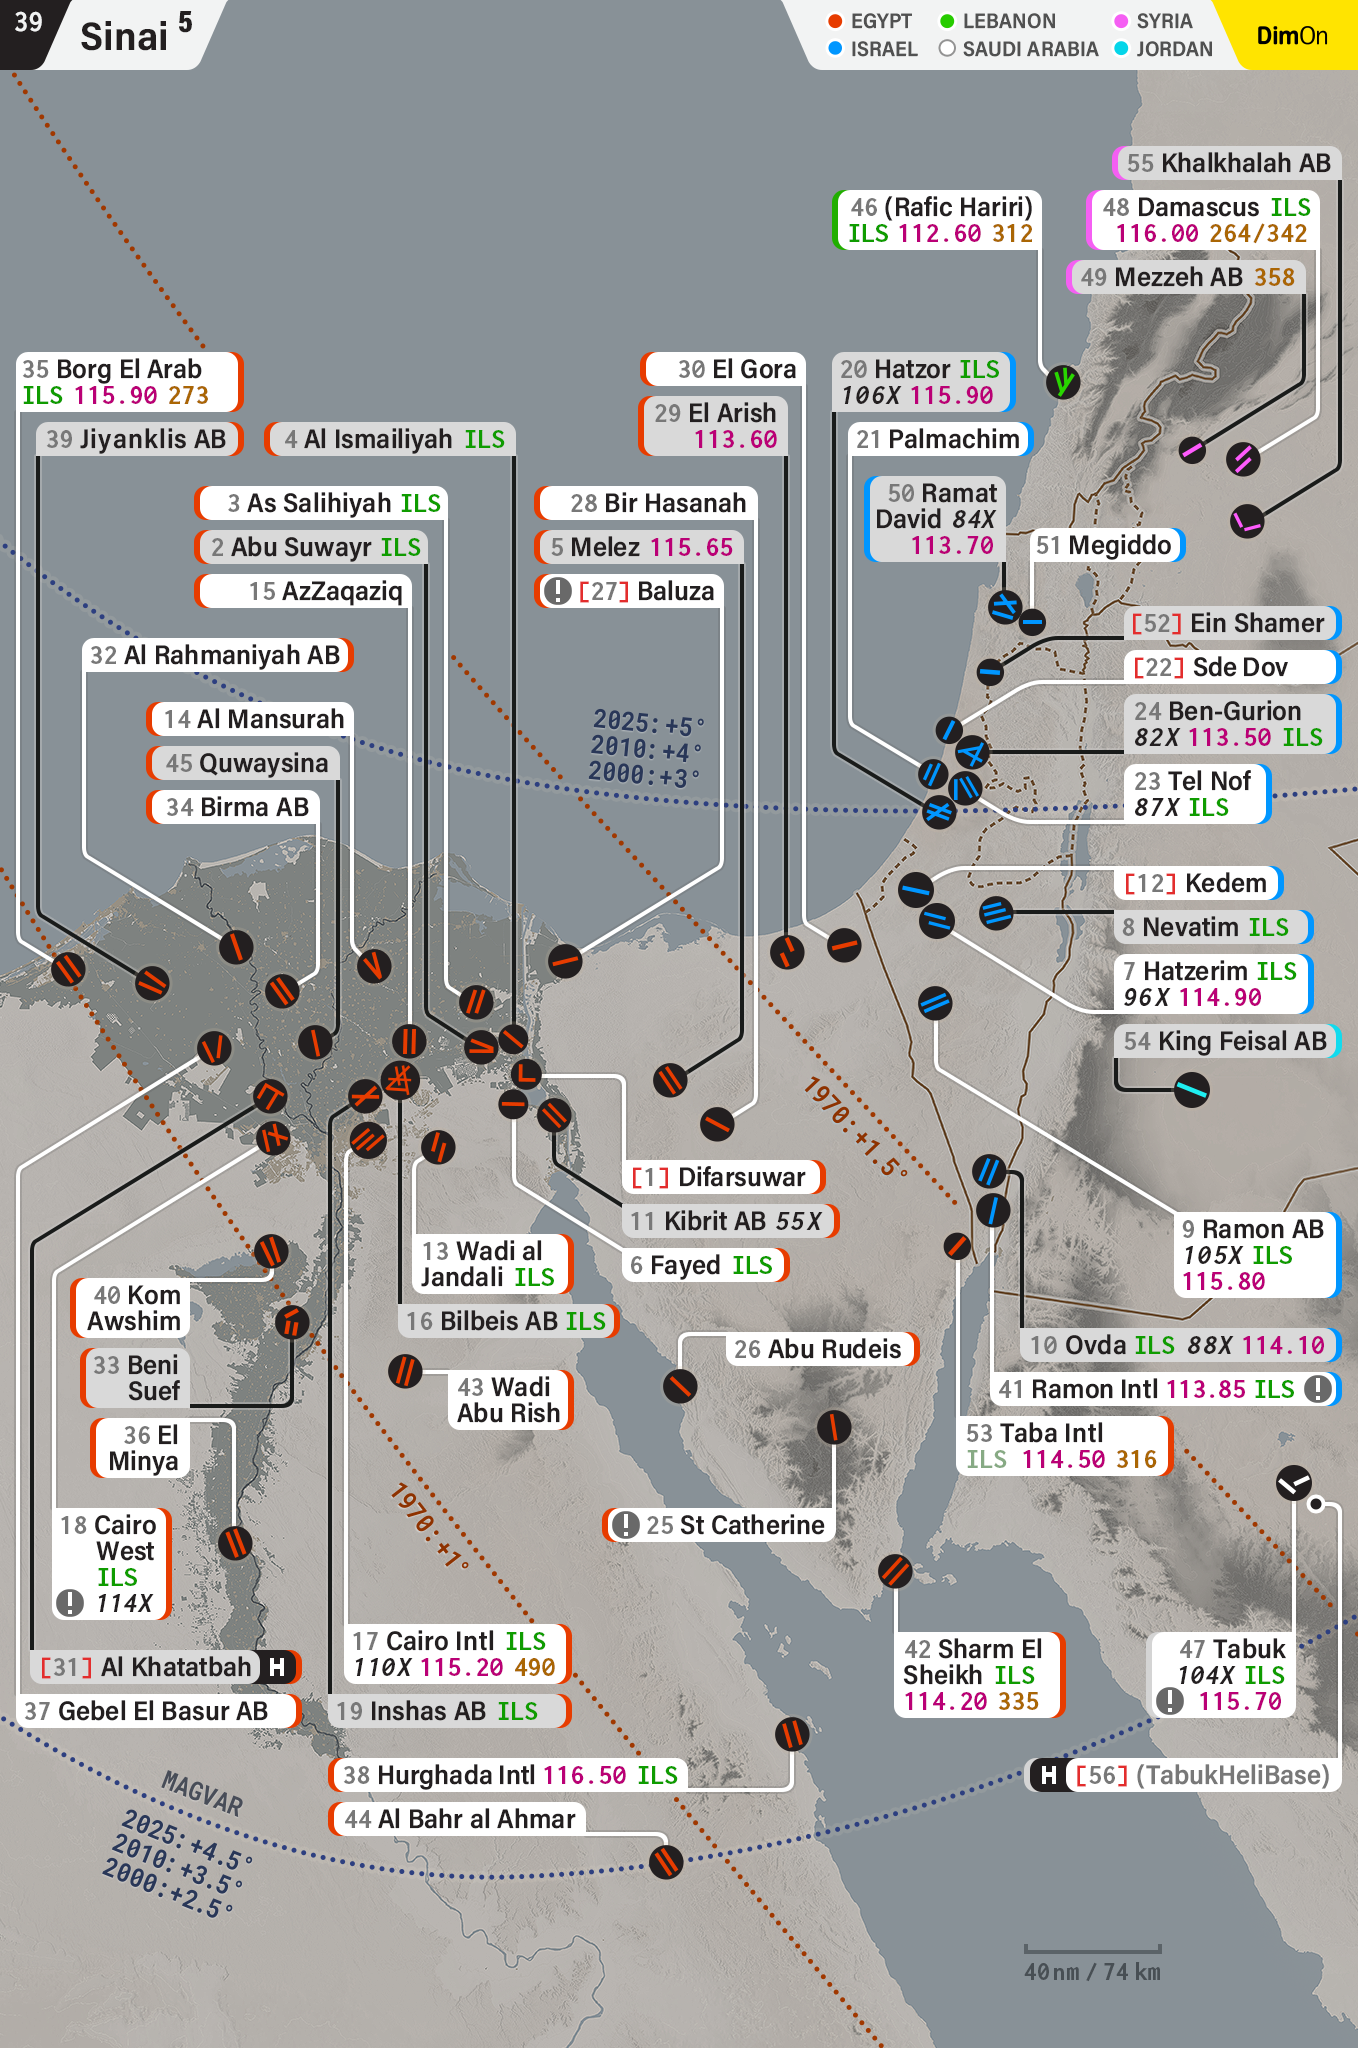 39
Sinai 5
EGYPT
LEBANON
SYRIA
ISRAEL
SAUDI ARABIA
JORDAN
DimOn
55 Khalkhalah AB
46 (Rafic Hariri)
ILS 112.60 312
48 Damascus ILS
116.00 264/342
49 Mezzeh AB 358
35 Borg El Arab
ILS 115.90 273
39 Jiyanklis AB
4 Al Ismailiyah ILS
30 El Gora
29 El Arish
113.60
20 Hatzor ILS
106X 115.90
21 Palmachim
3 As Salihiyah ILS
2 Abu Suwayr ILS
15 AzZaqaziq
28 Bir Hasanah
5 Melez 115.65
! [27] Baluza
50 Ramat
David 84X
113.70
51 Megiddo
[52] Ein Shamer
[22] Sde Dov
24 Ben-Gurion
82X 113.50 ILS
23 Tel Nof
87X ILS
32 Al Rahmaniyah AB
14 Al Mansurah
45 Quwaysina
34 Birma AB
2025:+5°
2010:+4°
2000:+3°
[12] Kedem
8 Nevatim ILS
7 Hatzerim ILS
96X 114.90
54 King Feisal AB
1970:+1.5°
[1] Difarsuwar
11 Kibrit AB 55X
6 Fayed ILS
13 Wadi al
Jandali ILS
16 Bilbeis AB ILS
9 Ramon AB
105X ILS
115.80
40 Kom
Awshim
33 Beni
Suef
36 El
Minya
43 Wadi
Abu Rish
26 Abu Rudeis
10 Ovda ILS 88X 114.10
41 Ramon Intl 113.85 ILS !
53 Taba Intl
ILS 114.50 316
1970:+1°
! 25 St Catherine
18 Cairo
West
ILS
! 114X
[31] Al Khatatbah H
37 Gebel El Basur AB
17 Cairo Intl ILS
110X 115.20 490
19 Inshas AB ILS
42 Sharm El
Sheikh ILS
114.20 335
47 Tabuk
104X ILS
! 115.70
H [56] (TabukHeliBase)
38 Hurghada Intl 116.50 ILS
44 Al Bahr al Ahmar
MAGVAR
2025:+4.5°
2010:+3.5°
2000:+2.5°
40 nm / 74 km